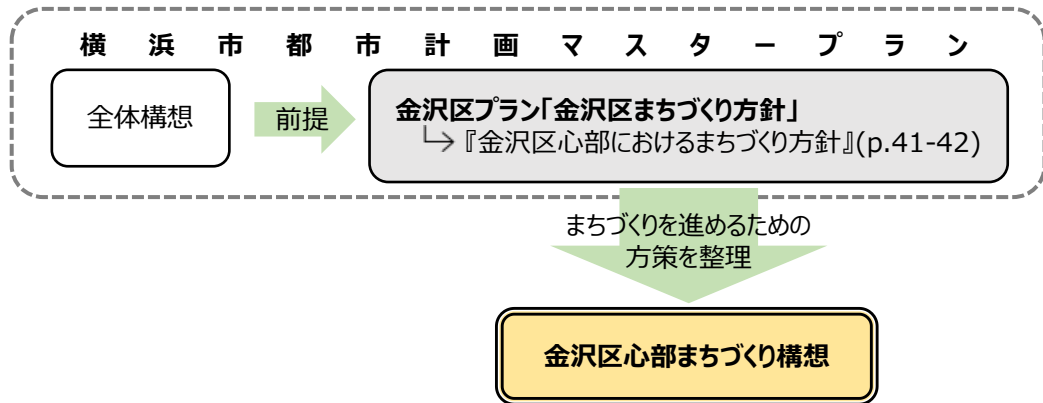 横浜市都市計画マスタープラン
全体構想
前提
金沢区プラン「金沢区まちづくり方針」
『金沢区心部におけるまちづくり方針』(p.41-42)
まちづくりを進めるための
方策を整理
金沢区心部まちづくり構想